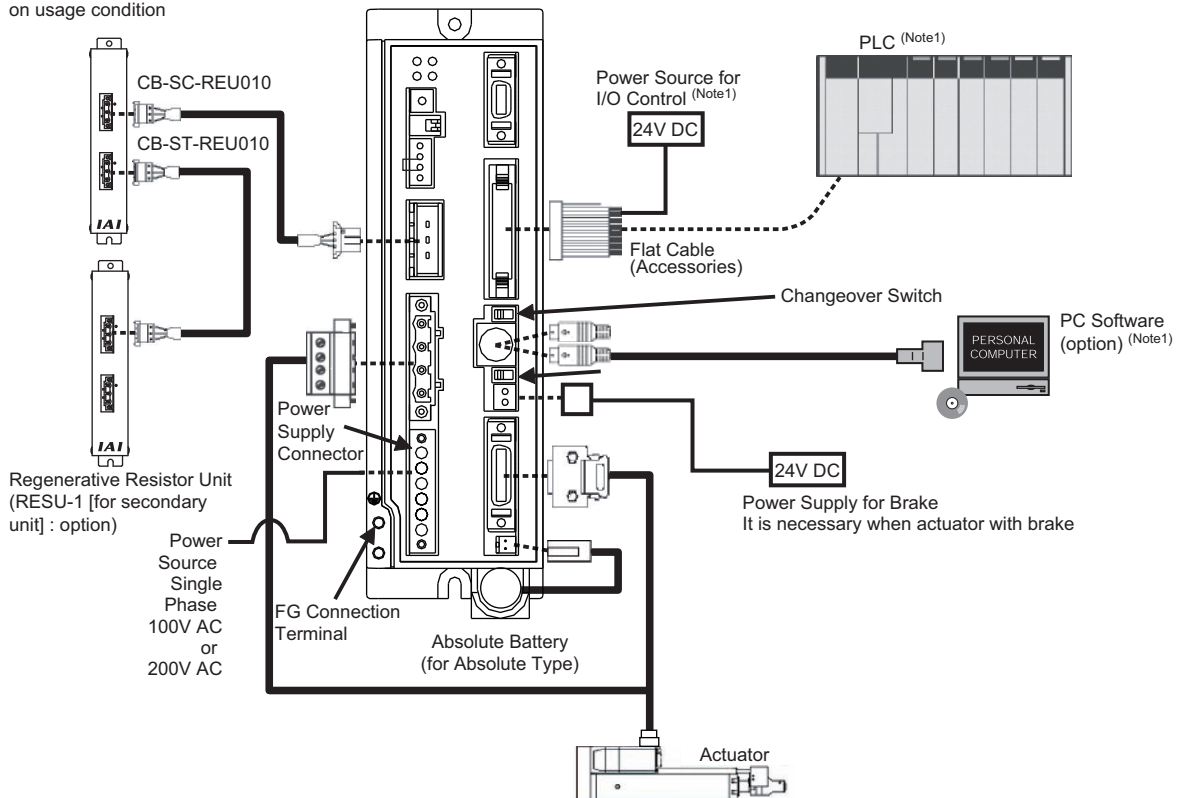 on usage condition
CB-SC-REU010
CB-ST-REU010
IAI
IAI
Regenerative Resistor Unit
(RESU-1 [for secondary
unit] : option)
Power
Supply
Connector
Power
Source
Single
Phase
100V AC
or
200V AC
FG Connection
Terminal
Absolute Battery
(for Absolute Type)
Power Source for
I/O Control (Note1)
24V DC
PLC (Note1)
Flat Cable
(Accessories)
Changeover Switch
PERSONAL
COMPUTER
PC Software
(option) (Note1)
24V DC
Power Supply for Brake
It is necessary when actuator with brake
Actuator